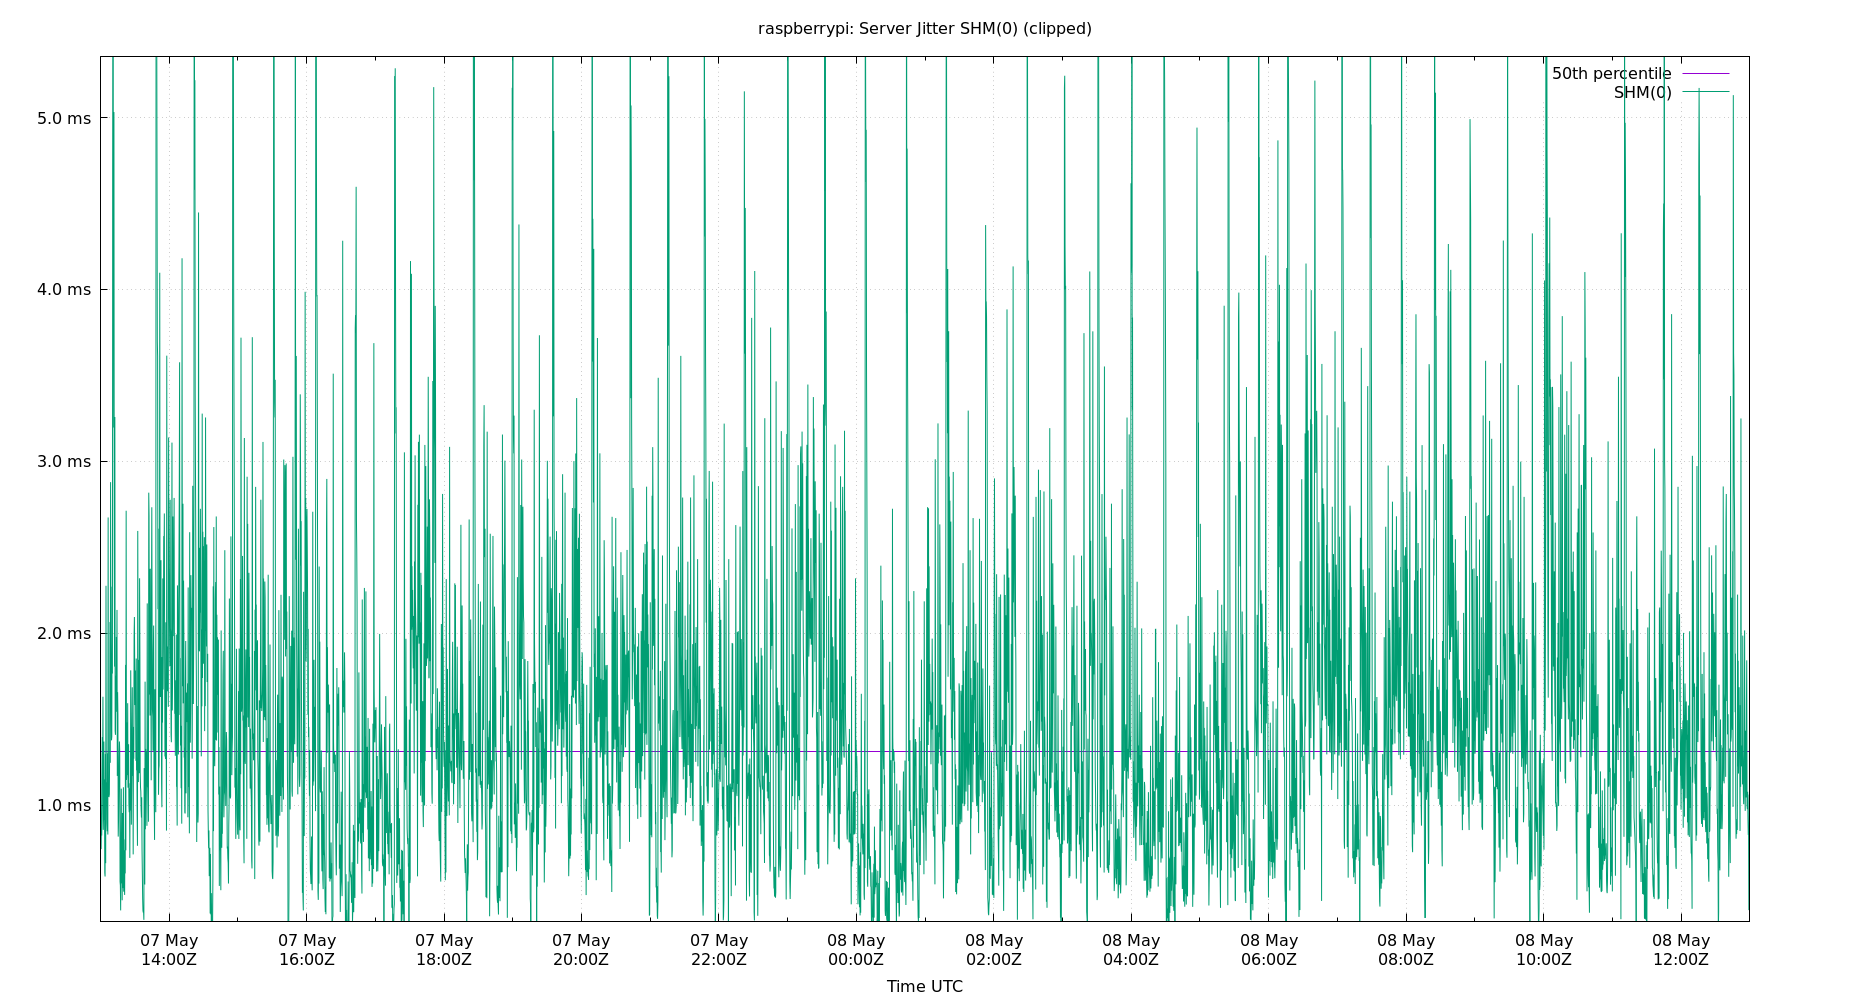 raspberrypi: Server Jitter SHM(0) (clipped)
50th percentile
SHM(0)
5.0 ms
4.0 ms
3.0 ms
2.0 ms
1.0 ms
07 May 07 May 07 May 07 May 07 May 08 May 08 May 08 May 08 May 08 May 08 May 08 May
14:00Z 16:00Z 18:00Z 20:00Z 22:00Z 00:00Z 02:00Z 04:00Z 06:00Z 08:00Z 10:00Z 12:00Z
Time UTC